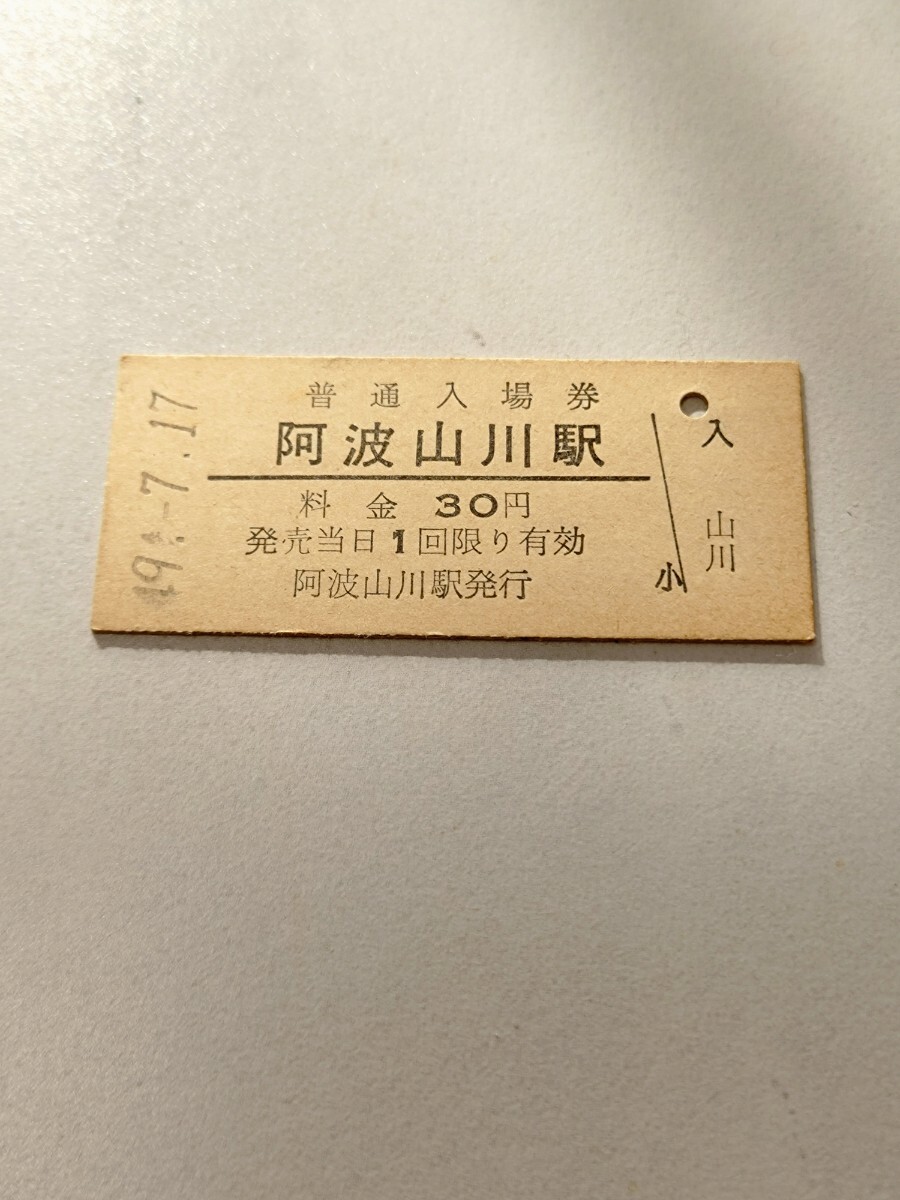 49.-7.17
普通入場券
阿波山川駅
料金 30円
発売当日1回限り有効
阿波山川駅発行
入
山川
小